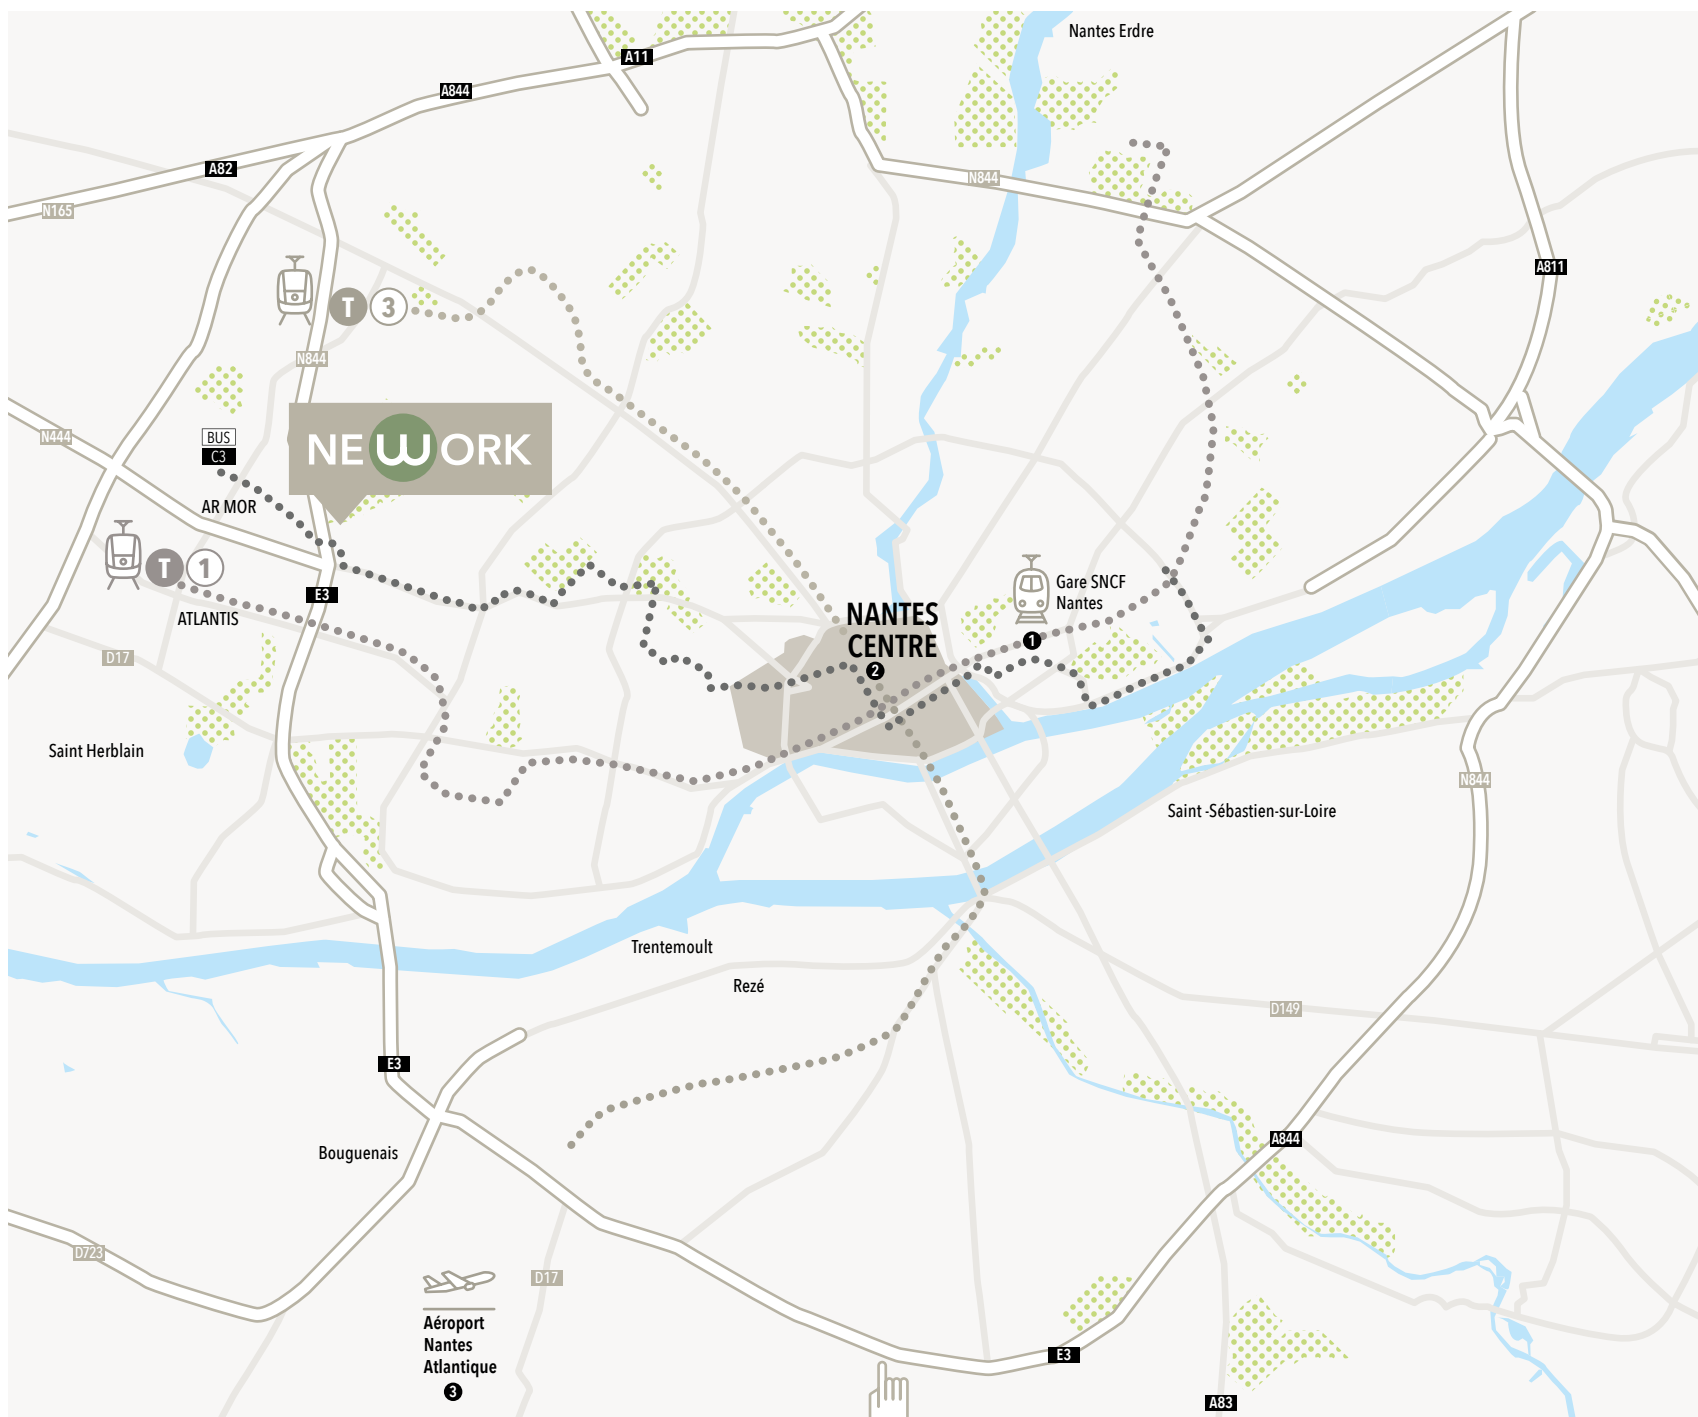 Nantes Erdre
A11
A844
A82
N165
N844
A811
T 3
N844
N444
BUS
C3
NEWORK
AR MOR
T 1
E3
ATLANTIS
Gare SNCF
Nantes
1
NANTES
CENTRE
2
D17
Saint Herblain
N844
Saint -Sébastien-sur-Loire
Trentemoult
Rezé
D149
E3
A844
Bouguenais
D723
D17
Aéroport
Nantes
Atlantique
3
E3
A83